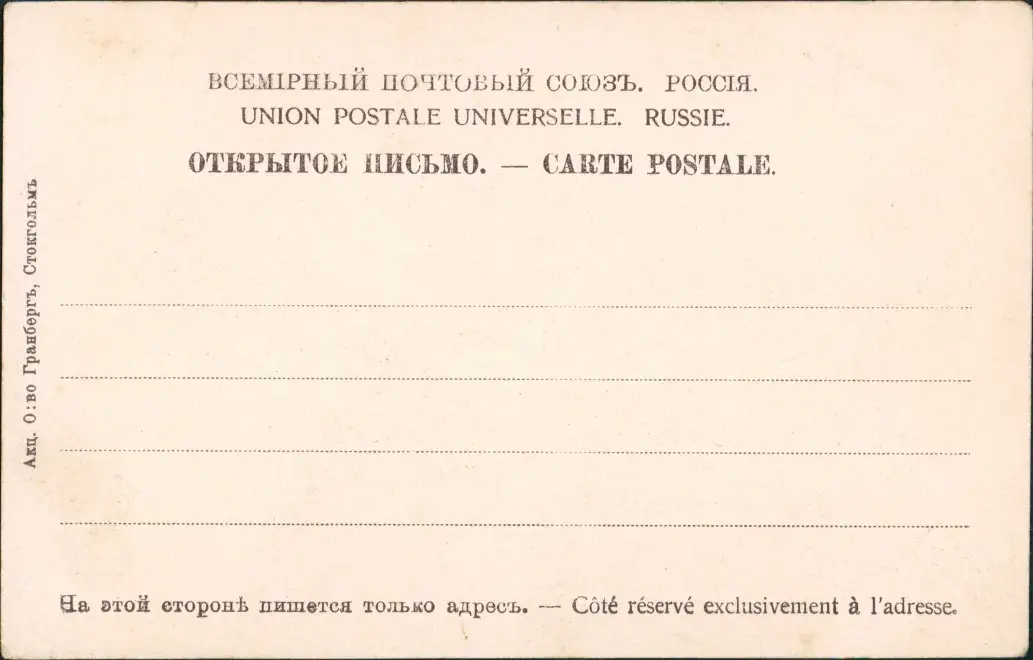 ВСЕМІРНЫЙ ПОЧТОВЫЙ СОЮЗЪ. РОССІЯ.
UNION POSTALE UNIVERSELLE. RUSSIE.
ОТКРЫТОЕ ПИСЬМО. — CARTE POSTALE.
Акц. О:во Гранбергъ, Стокгольмъ
На этой сторонѣ пишется только адресъ. — Côté réservé exclusivement à l'adresse.